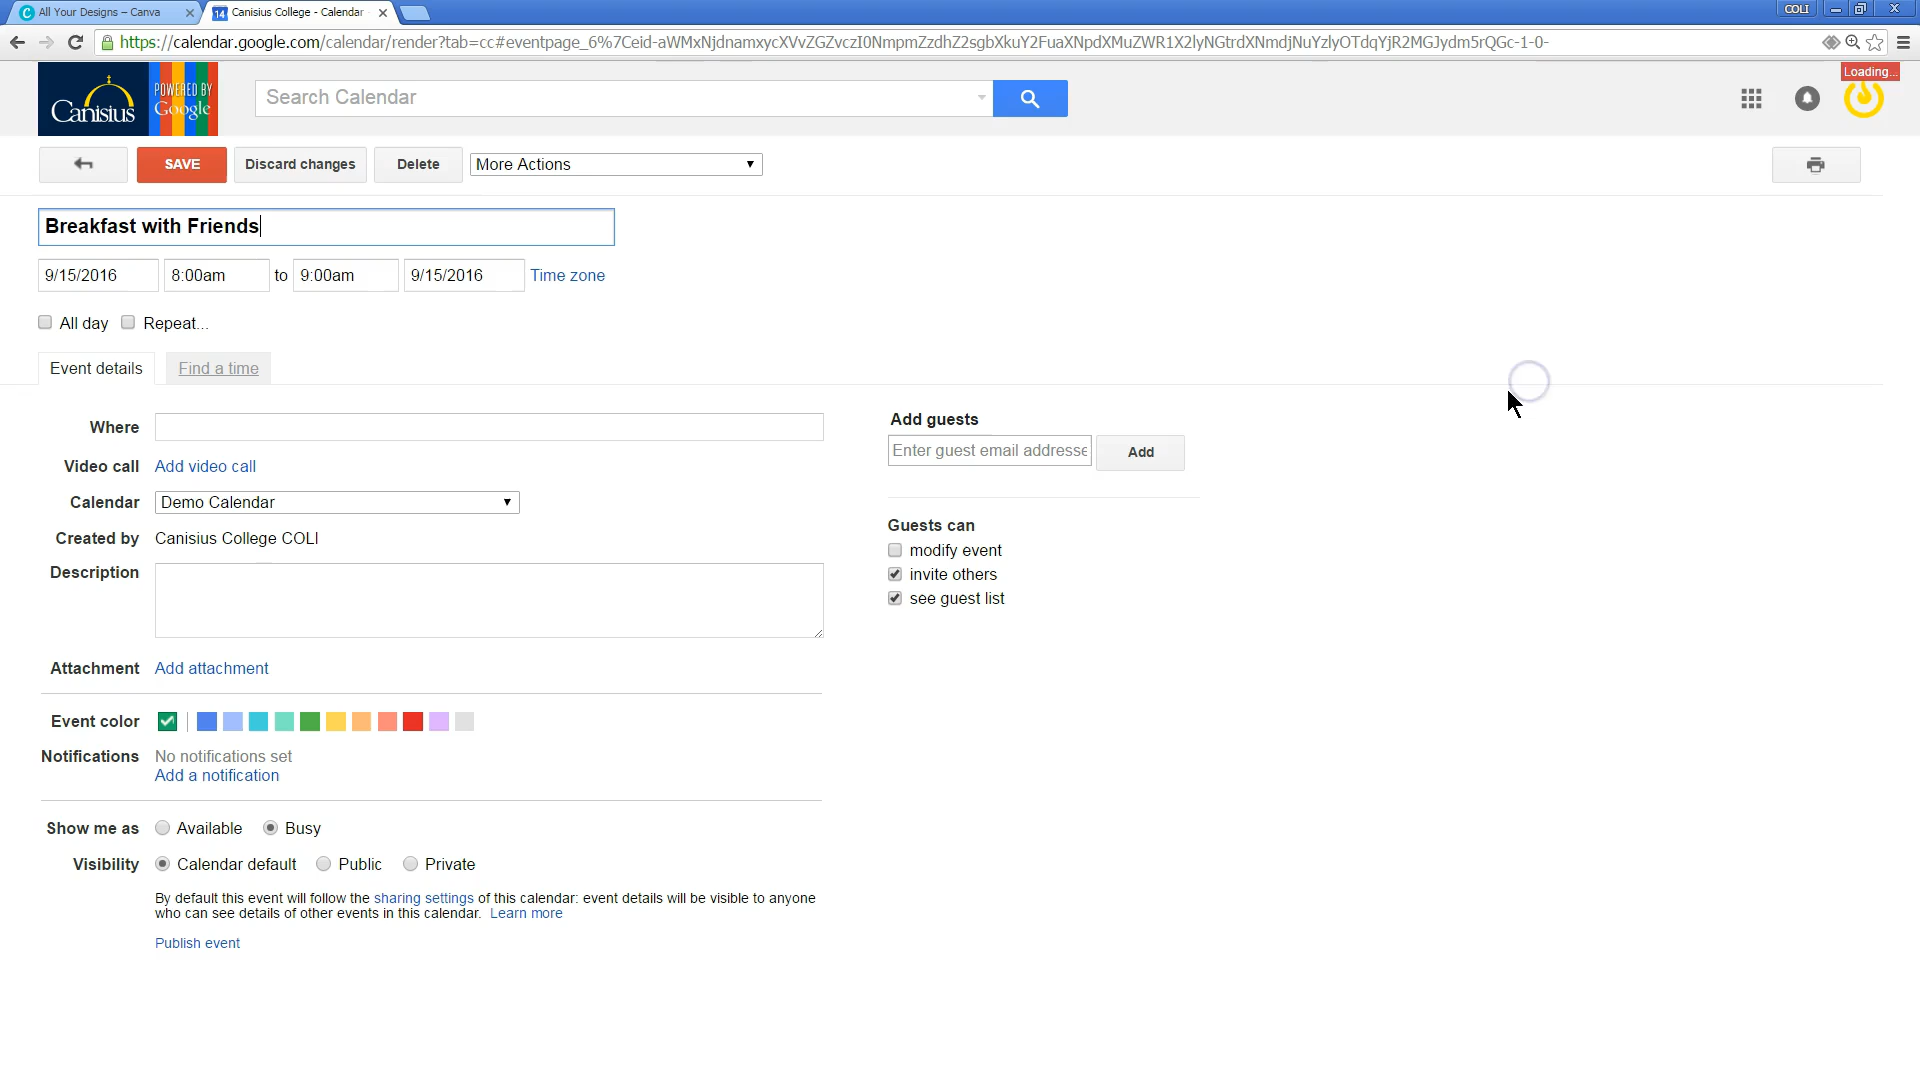 All Your Designs – Canva
14 Canisius College - Calendar
COLI
https://calendar.google.com/calendar/render?tab=cc#eventpage_6%7Ceid-aWMxNjdnamxycXVvZGZvczI0NmpmZzdhZ2sgbXkuY2FuaXNpdXMuZWR1X2lyNGtrdXNmdjNuYzlyOTdqYjR2MGJydm5rQGc-1-0-
Loading...
Canisius
POWERED BY
Google
Search Calendar
SAVE
Discard changes
Delete
More Actions
Breakfast with Friends
9/15/2016 8:00am to 9:00am 9/15/2016 Time zone
All day Repeat...
Event details Find a time
Where
Video call Add video call
Calendar Demo Calendar
Created by Canisius College COLI
Description
Attachment Add attachment
Event color
Notifications No notifications set
Add a notification
Show me as Available Busy
Visibility Calendar default Public Private
By default this event will follow the sharing settings of this calendar: event details will be visible to anyone
who can see details of other events in this calendar. Learn more
Publish event
Add guests
Enter guest email addresse Add
Guests can
modify event
invite others
see guest list